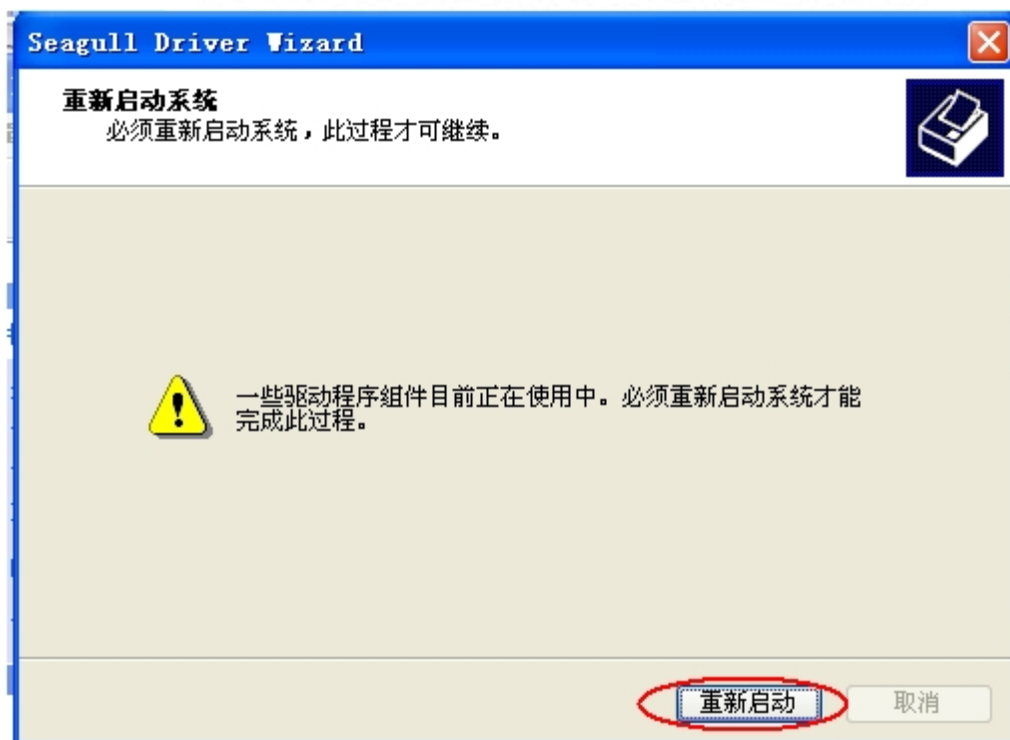 Seagull Driver Wizard
重新启动系统
必须重新启动系统，此过程才可继续。
一些驱动程序组件目前正在使用中。必须重新启动系统才能
完成此过程。
重新启动 取消